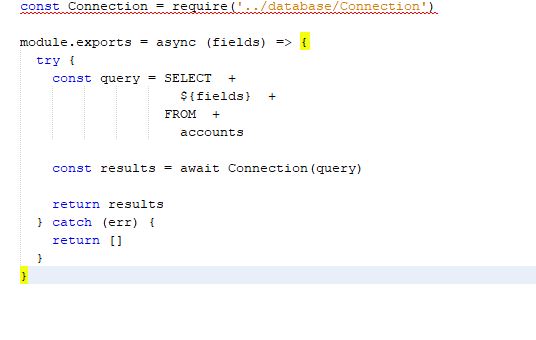 const Connection = require('../database/Connection')
module.exports = async (fields) => {
try {
const query = SELECT +
${fields} +
FROM +
accounts
const results = await Connection(query)
return results
} catch (err) {
return []
}
}